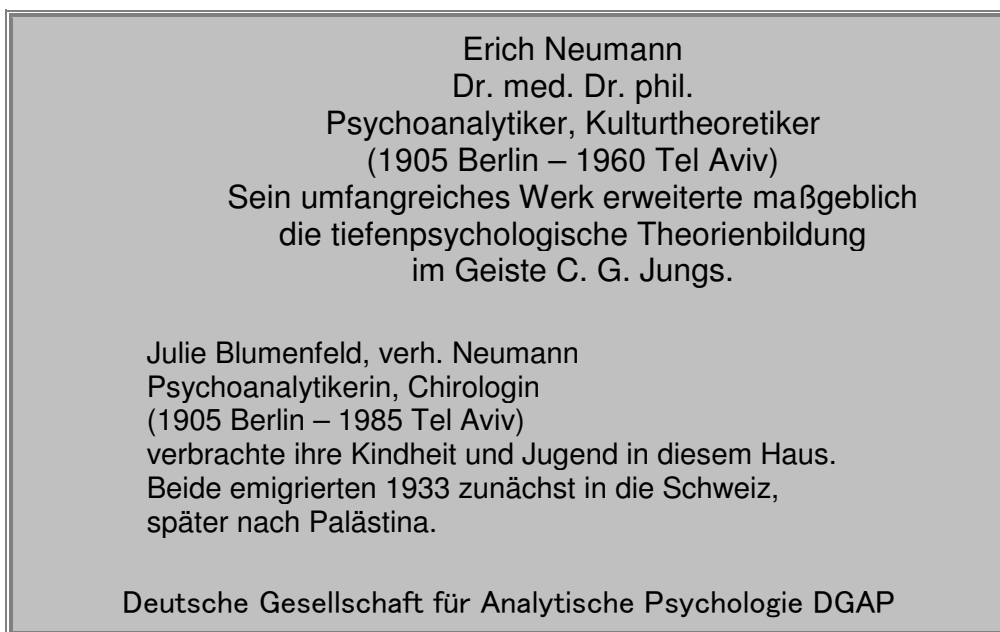 Erich Neumann
Dr. med. Dr. phil.
Psychoanalytiker, Kulturtheoretiker
(1905 Berlin – 1960 Tel Aviv)
Sein umfangreiches Werk erweiterte maßgeblich
die tiefenpsychologische Theorienbildung
im Geiste C. G. Jungs.
Julie Blumenfeld, verh. Neumann
Psychoanalytikerin, Chirologin
(1905 Berlin – 1985 Tel Aviv)
verbrachte ihre Kindheit und Jugend in diesem Haus.
Beide emigrierten 1933 zunächst in die Schweiz,
später nach Palästina.
Deutsche Gesellschaft für Analytische Psychologie DGAP